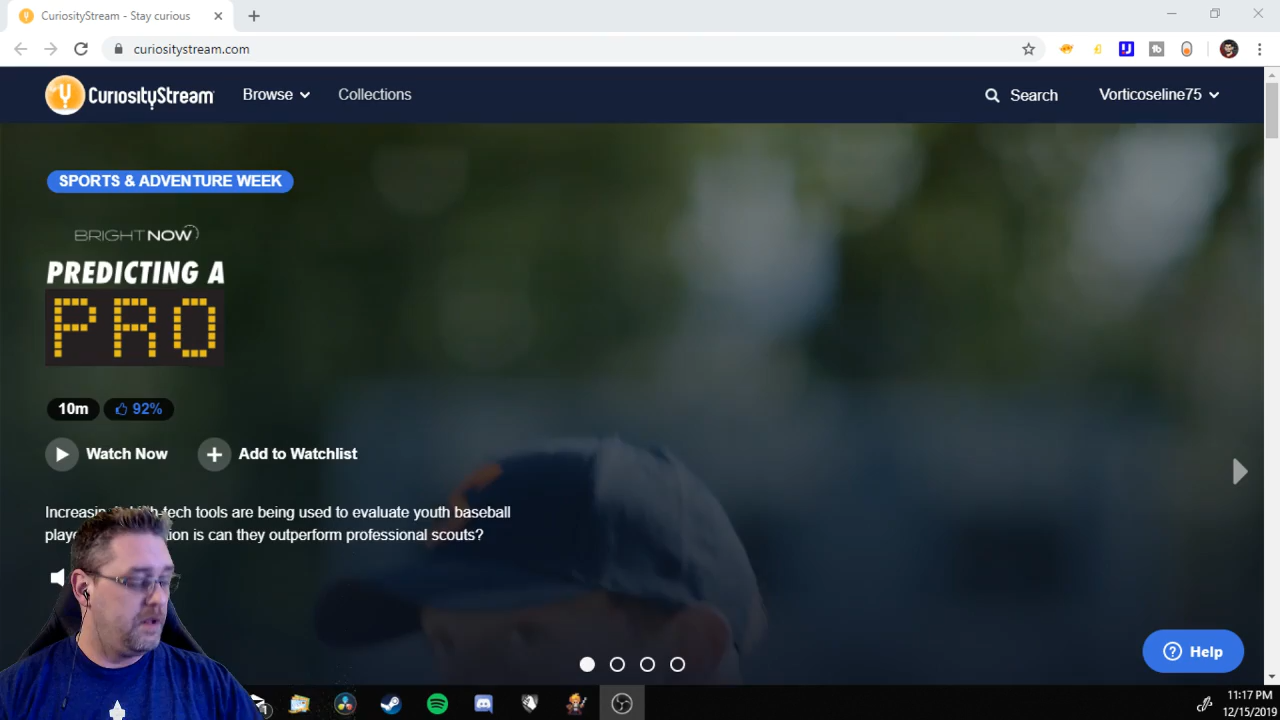 CuriosityStream - Stay curious
curiositystream.com
CURIOSITYSTREAM
Browse
Collections
Search
Vorticoseline75
SPORTS & ADVENTURE WEEK
BRIGHTNOW
PREDICTING A
PRO
10m
92%
Watch Now
Add to Watchlist
tech tools are being used to evaluate youth baseball
is can they outperform professional scouts?
Help
11:17 PM
12/15/2019